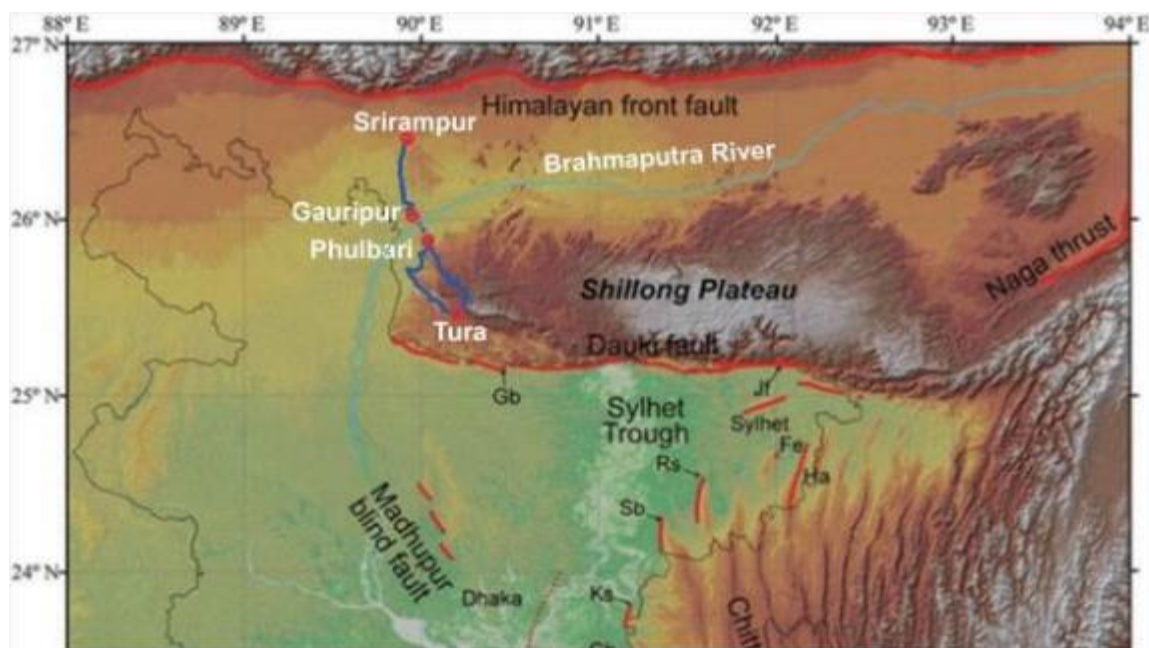 88° E 89° E 90° E 91° E 92° E 93° E 94° E
27° N
Himalayan front fault
Srirampur
Brahmaputra River
Gauripur
26° N
Phulbari
Naga thrust
Shillong Plateau
Tura
Dauki fault
Jf
25° N
Gb
Sylhet
Trough
Sylhet
Fe
Rs
Ha
Sb
Madhupur
blind fault
24° N
Dhaka
Ks